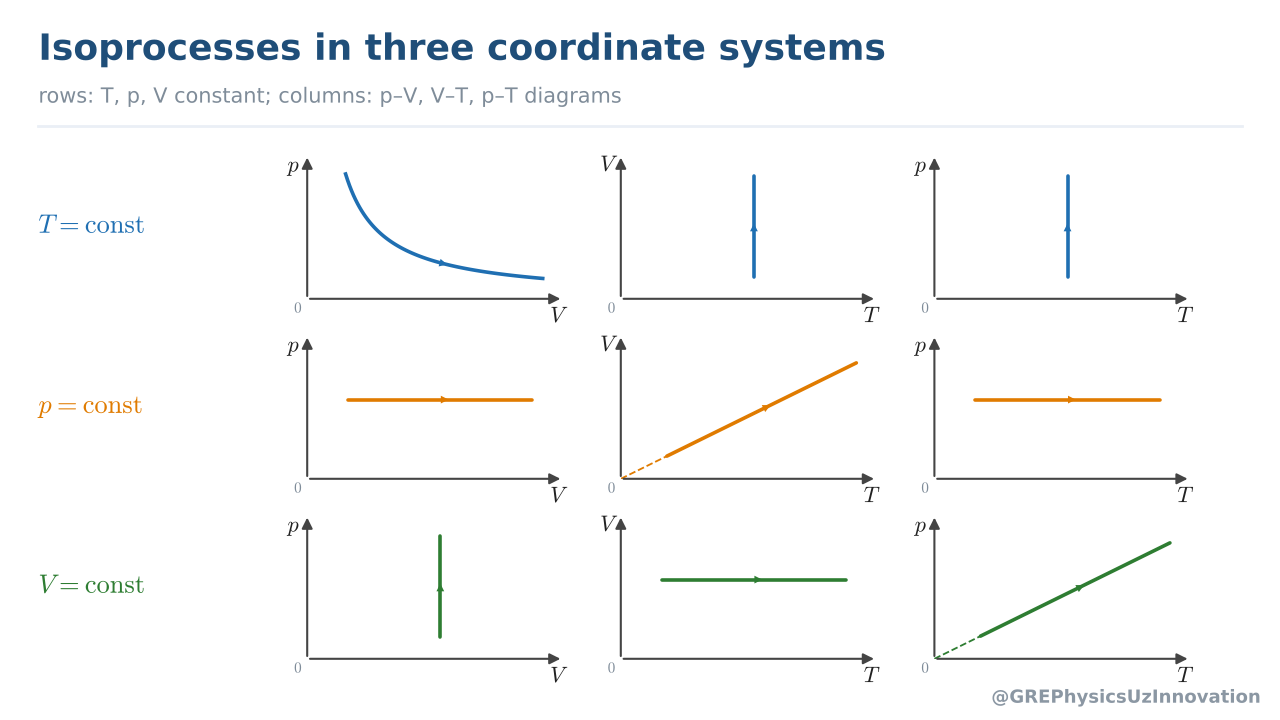 Isoprocesses in three coordinate systems
rows: T, p, V constant; columns: p–V, V–T, p–T diagrams
T = const
p
0
V
V
0
T
p
0
T
p = const
p
0
V
V
0
T
p
0
T
V = const
p
0
V
V
0
T
p
0
T
@GREPhysicsUzInnovation